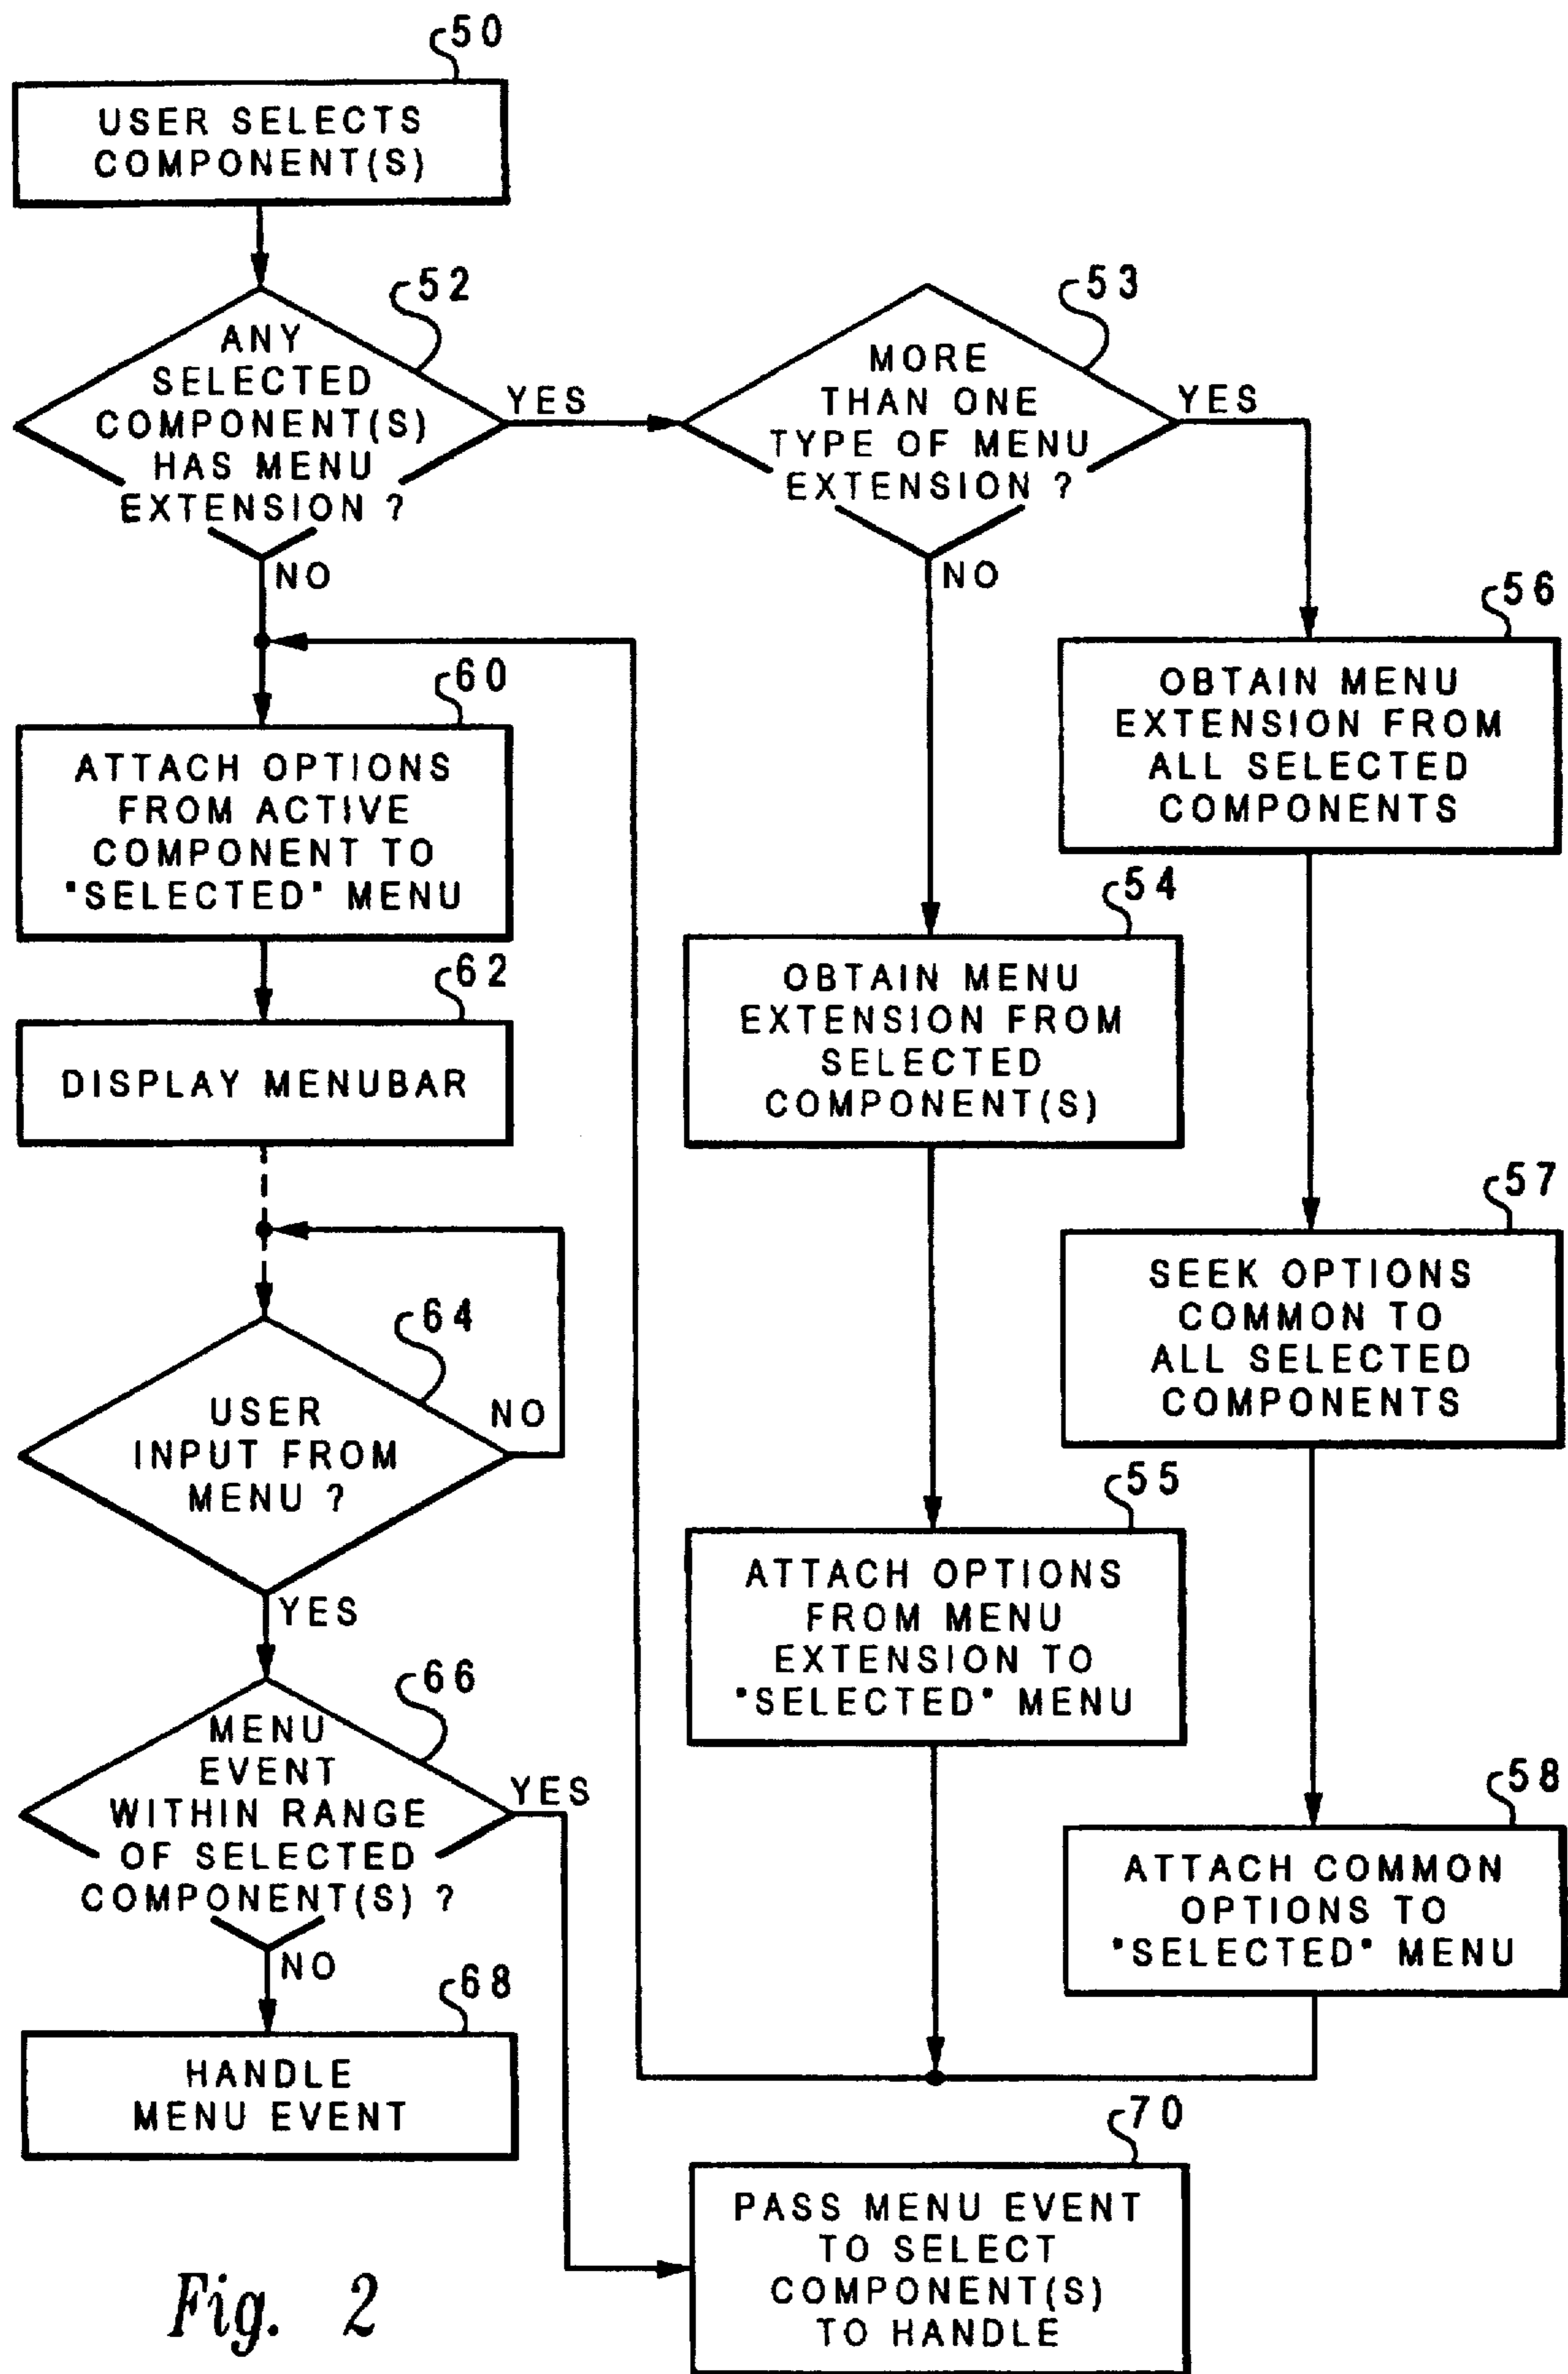 50
USER SELECTS
COMPONENT(S)
52
ANY
SELECTED
COMPONENT(S)
HAS MENU
EXTENSION ?
YES
NO
53
MORE
THAN ONE
TYPE OF MENU
EXTENSION ?
YES
NO
56
OBTAIN MENU
EXTENSION FROM
ALL SELECTED
COMPONENTS
60
ATTACH OPTIONS
FROM ACTIVE
COMPONENT TO
"SELECTED" MENU
54
OBTAIN MENU
EXTENSION FROM
SELECTED
COMPONENT(S)
62
DISPLAY MENUBAR
57
SEEK OPTIONS
COMMON TO
ALL SELECTED
COMPONENTS
64
USER
INPUT FROM
MENU ?
NO
YES
55
ATTACH OPTIONS
FROM MENU
EXTENSION TO
"SELECTED" MENU
66
MENU
EVENT
WITHIN RANGE
OF SELECTED
COMPONENT(S) ?
YES
NO
58
ATTACH COMMON
OPTIONS TO
"SELECTED" MENU
68
HANDLE
MENU EVENT
70
PASS MENU EVENT
TO SELECT
COMPONENT(S)
TO HANDLE
Fig. 2